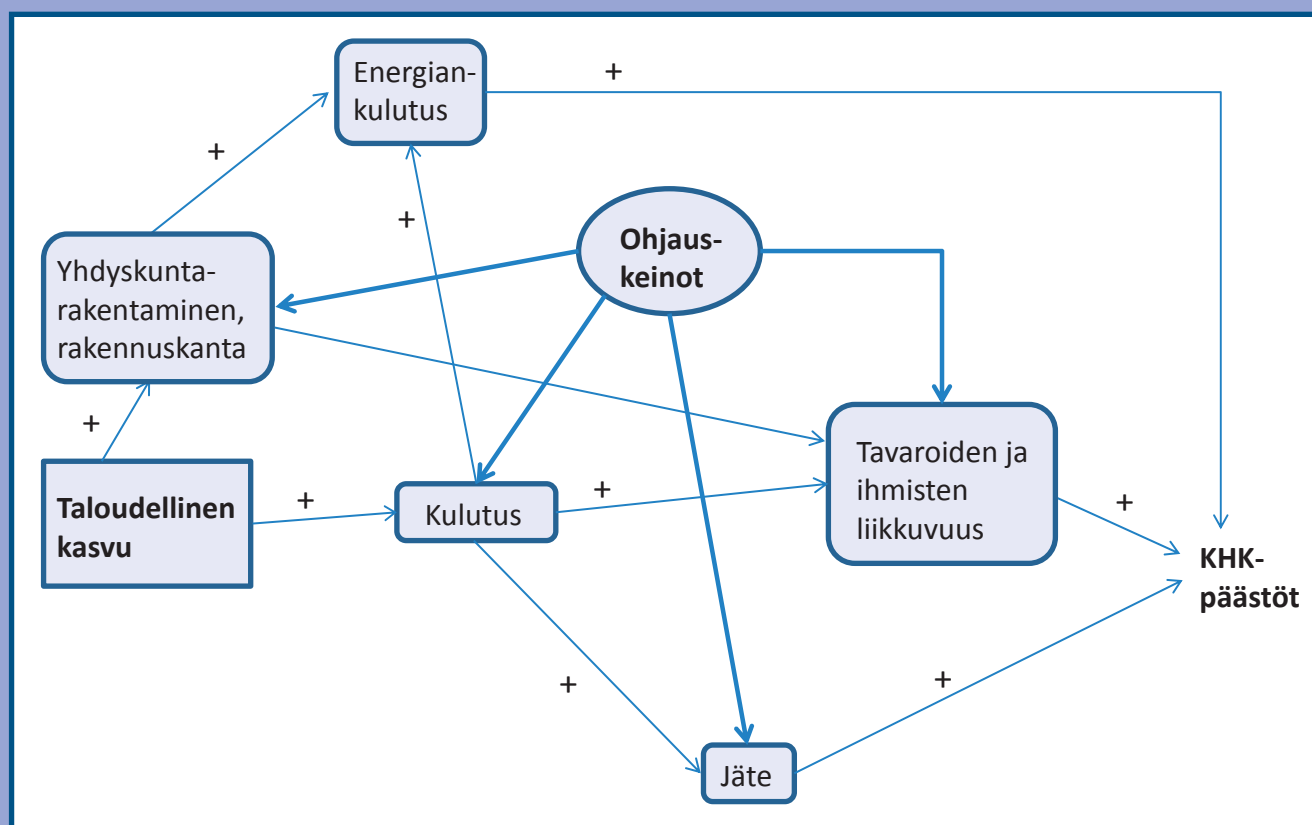 Energian-
kulutus
+
+
+
Ohjaus-
keinot
Yhdyskunta-
rakentaminen,
rakennuskanta
+
Taloudellinen
kasvu
+
Kulutus
+
Tavaroiden ja
ihmisten
liikkuvuus
+
KHK-
päästöt
+
+
Jäte